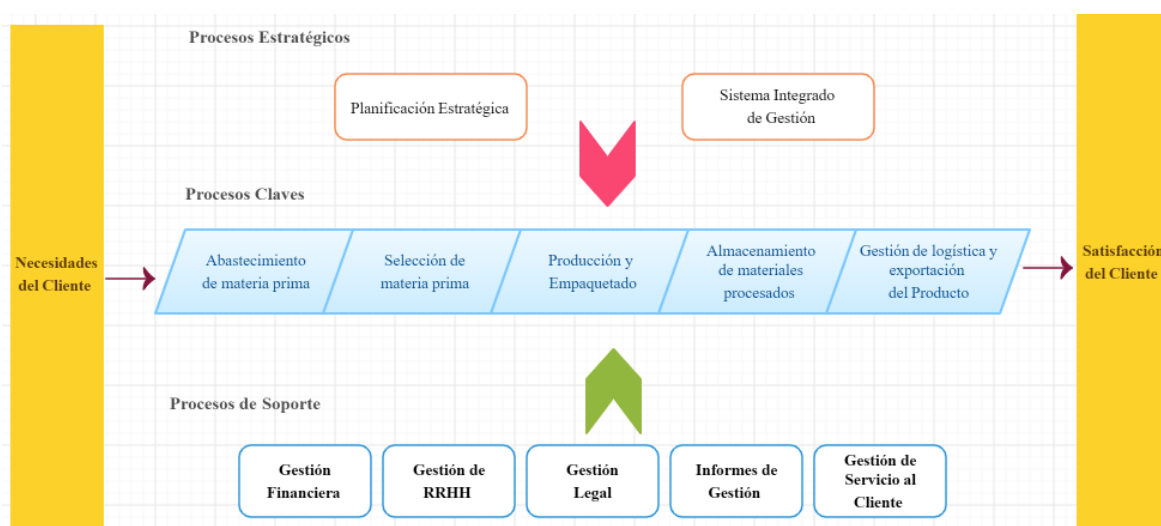 Procesos Estratégicos
Planificación Estratégica
Sistema Integrado
de Gestión
Procesos Claves
Necesidades
del Cliente
Abastecimiento
de materia prima
Selección de
materia prima
Producción y
Empaquetado
Almacenamiento
de materiales
procesados
Gestión de logística y
exportación
del Producto
Satisfacción
del Cliente
Procesos de Soporte
Gestión
Financiera
Gestión de
RRHH
Gestión
Legal
Informes de
Gestión
Gestión de
Servicio al
Cliente